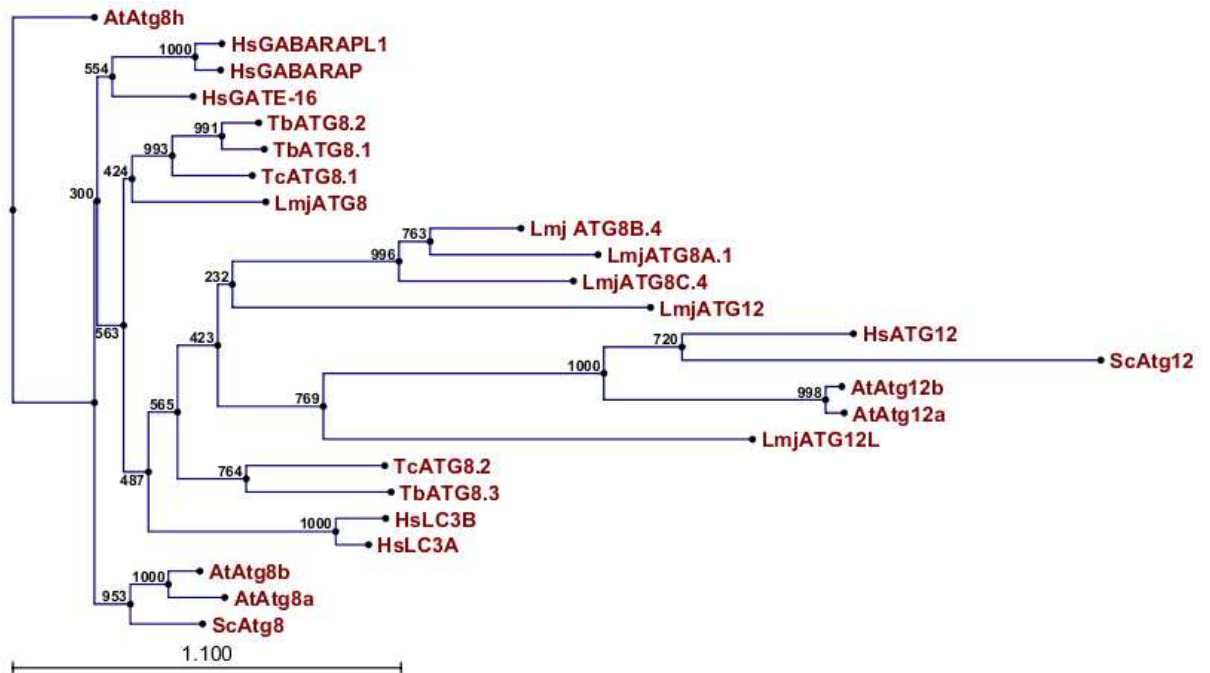 AtAtg8h
HsGABARAPL1
1000
HsGABARAP
554
HsGATE-16
TbATG8.2
991
TbATG8.1
993
TcATG8.1
424
LmjATG8
300
Lmj ATG8B.4
763
LmjATG8A.1
996
LmjATG8C.4
232
LmjATG12
563
HsATG12
720
423
ScAtg12
1000
AtAtg12b
998
769
AtAtg12a
565
LmjATG12L
TcATG8.2
764
487
TbATG8.3
HsLC3B
1000
HsLC3A
AtAtg8b
1000
AtAtg8a
953
ScAtg8
1.100